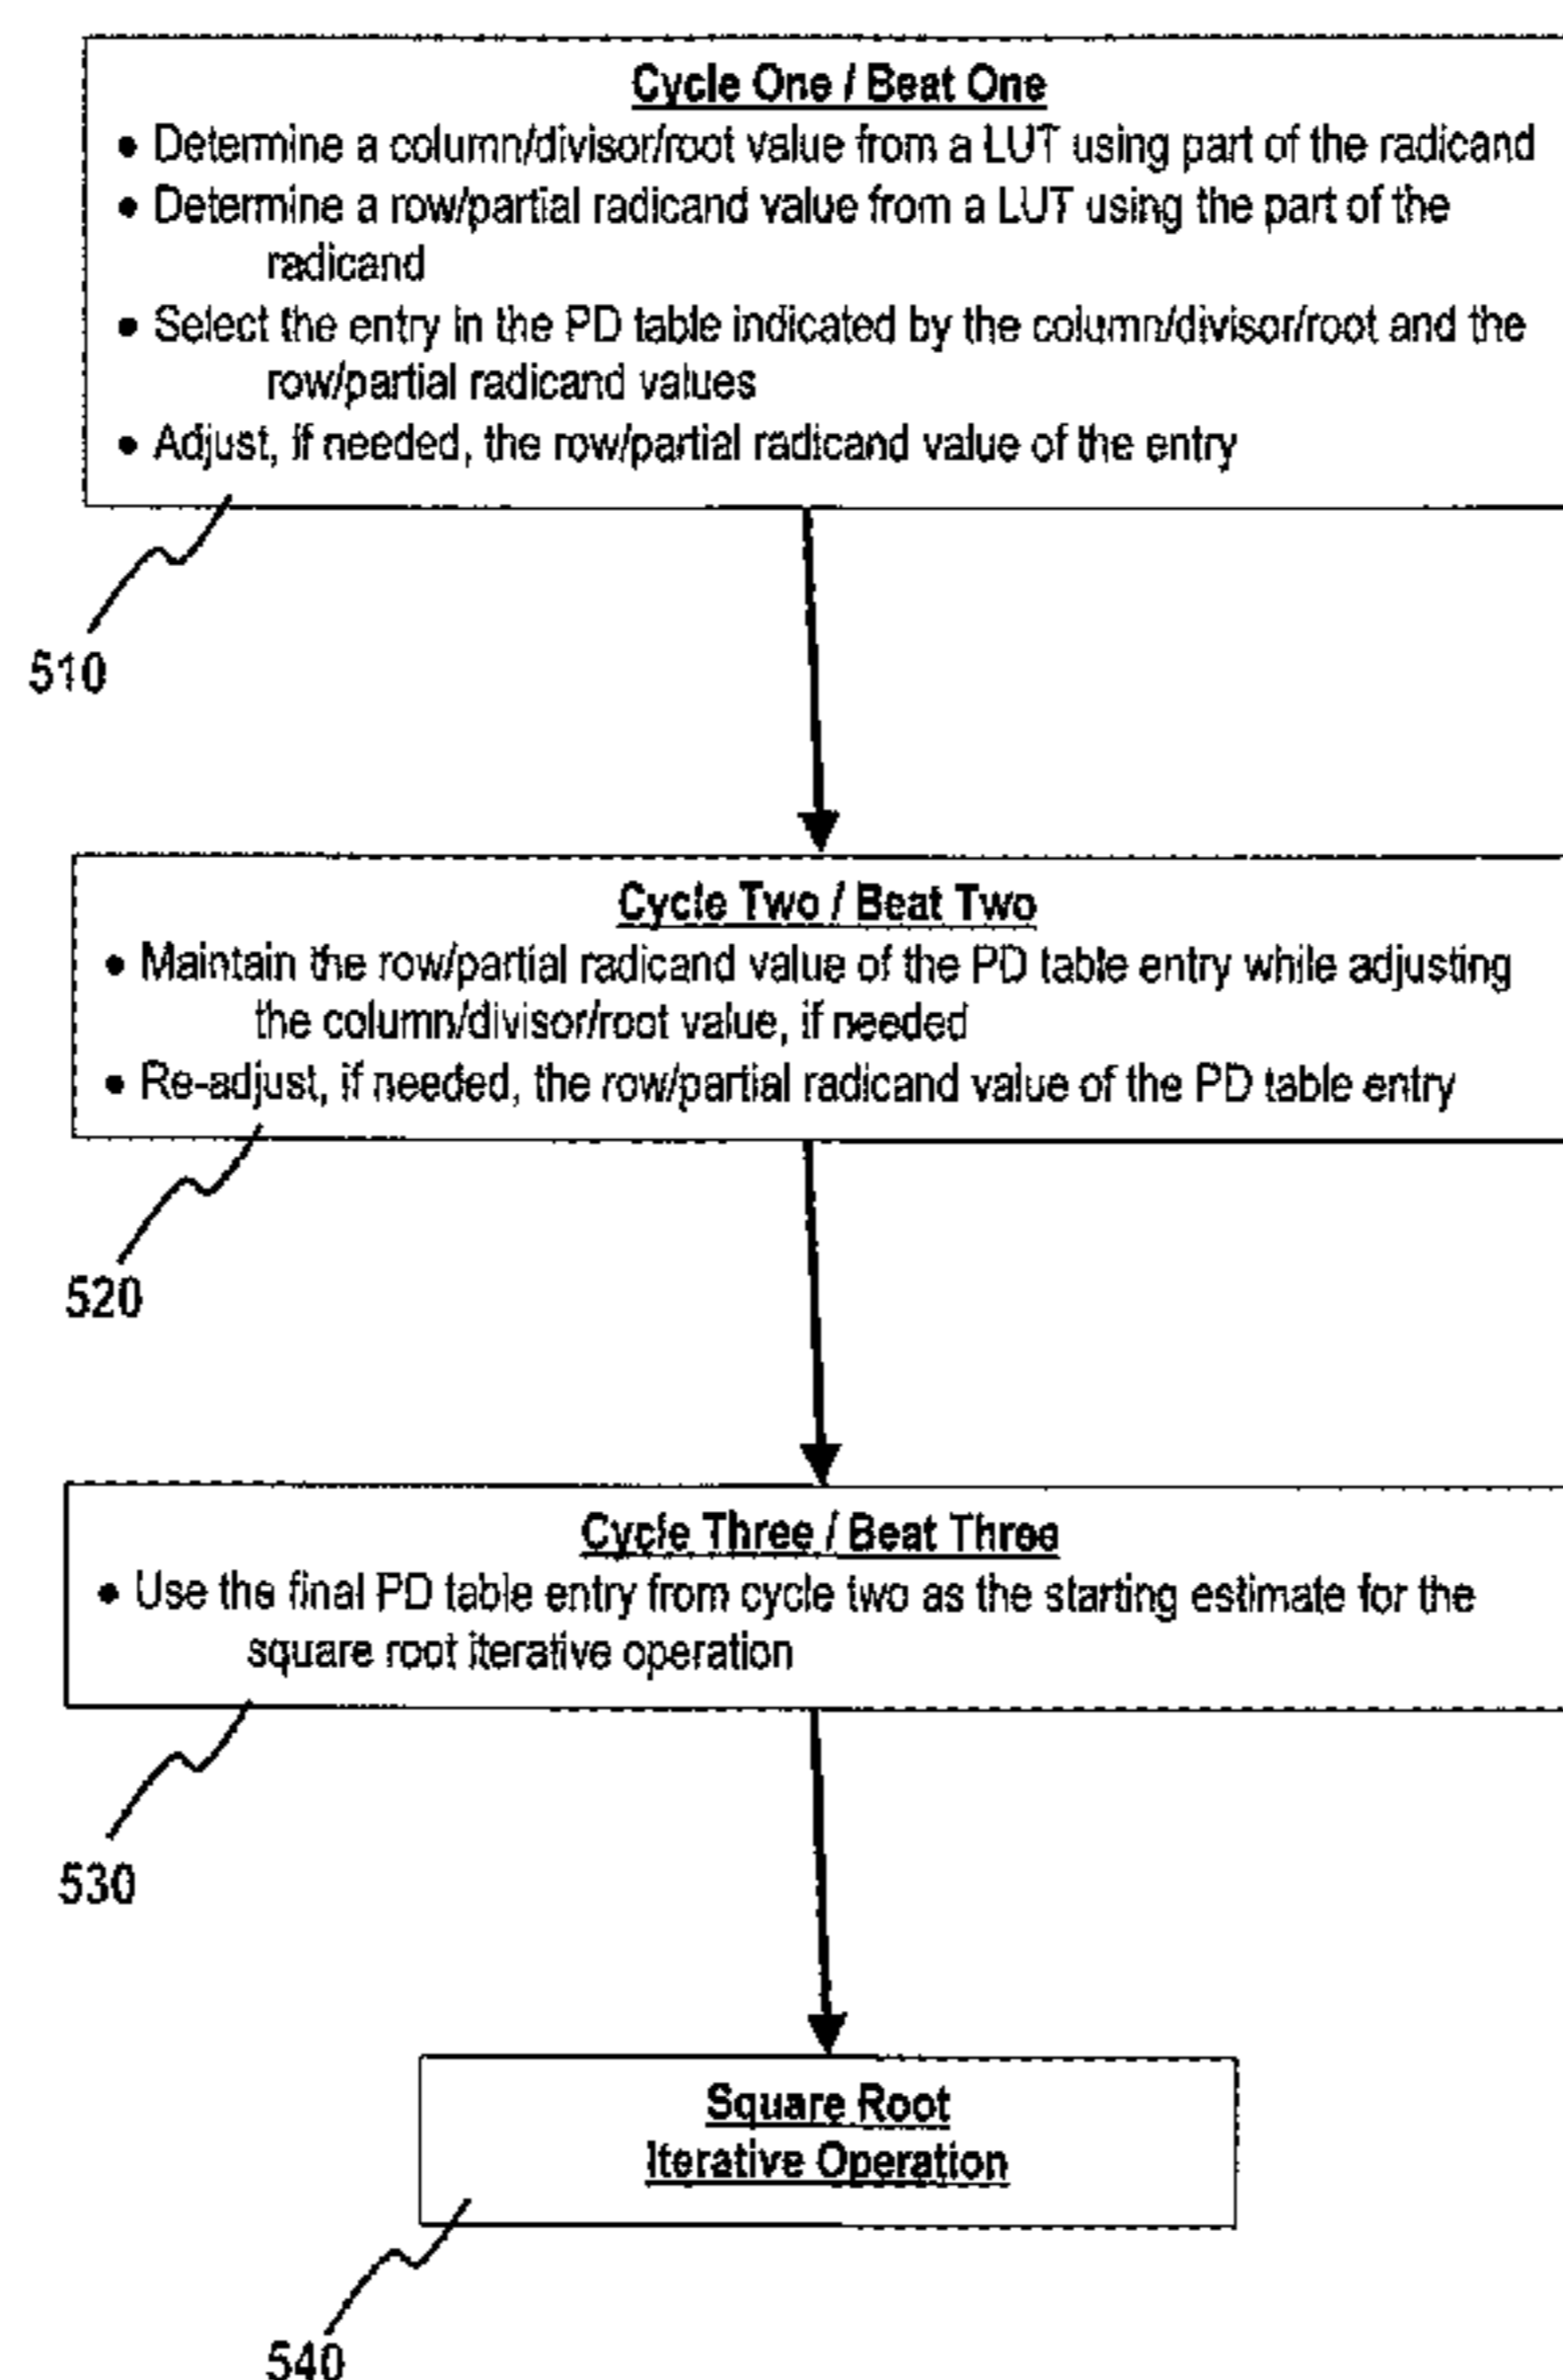 Cycle One / Beat One
• Determine a column/divisor/root value from a LUT using part of the radicand
• Determine a row/partial radicand value from a LUT using the part of the
radicand
• Select the entry in the PD table indicated by the column/divisor/root and the
row/partial radicand values
• Adjust, if needed, the row/partial radicand value of the entry
510
Cycle Two / Beat Two
• Maintain the row/partial radicand value of the PD table entry while adjusting
the column/divisor/root value, if needed
• Re-adjust, if needed, the row/partial radicand value of the PD table entry
520
Cycle Three / Beat Three
• Use the final PD table entry from cycle two as the starting estimate for the
square root iterative operation
530
Square Root
Iterative Operation
540